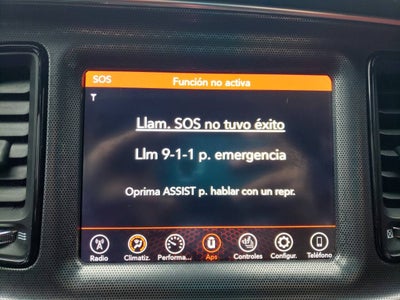 SOS Función no activa
Llam. SOS no tuvo éxito
Llm 9-1-1 p. emergencia
Oprima ASSIST p. hablar con un repr.
Radio Climatiz. Performa... Aps Controles Configur. Teléfono